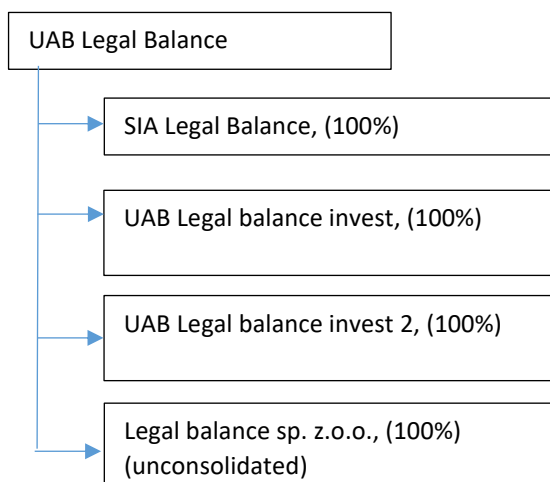 UAB Legal Balance
SIA Legal Balance, (100%)
UAB Legal balance invest, (100%)
UAB Legal balance invest 2, (100%)
Legal balance sp. z.o.o., (100%)
(unconsolidated)